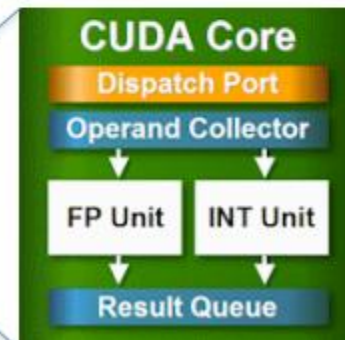 CUDA Core
Dispatch Port
Operand Collector
FP Unit INT Unit
Result Queue